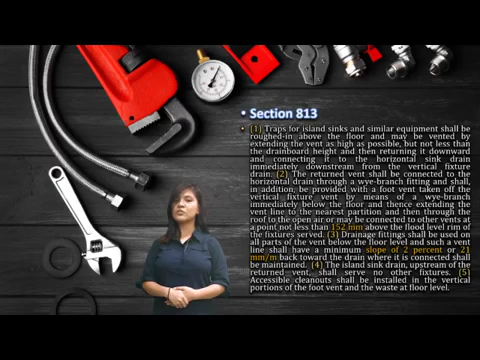 • Section 813
• (1) Traps for island sinks and similar equipment shall be
roughed-in above the floor and may be vented by
extending the vent as high as possible, but not less than
the drainboard height and then returning it downward
and connecting it to the horizontal sink drain
immediately downstream from the vertical fixture
drain. (2) The returned vent shall be connected to the
horizontal drain through a wye-branch fitting and shall,
in addition, be provided with a foot vent taken off the
vertical fixture vent by means of a wye-branch
immediately below the floor and thence extending the
vent line to the nearest partition and then through the
roof to the open air or may be connected to other vents at
a point not less than 152 mm above the flood level rim of
the fixtures served. (3) Drainage fittings shall be used on
all parts of the vent below the floor level and such a vent
line shall have a minimum slope of 2 percent or 21
mm/m back toward the drain where it is connected shall
be maintained. (4) The island sink drain, upstream of the
returned vent, shall serve no other fixtures. (5)
Accessible cleanouts shall be installed in the vertical
portions of the foot vent and the waste at floor level.